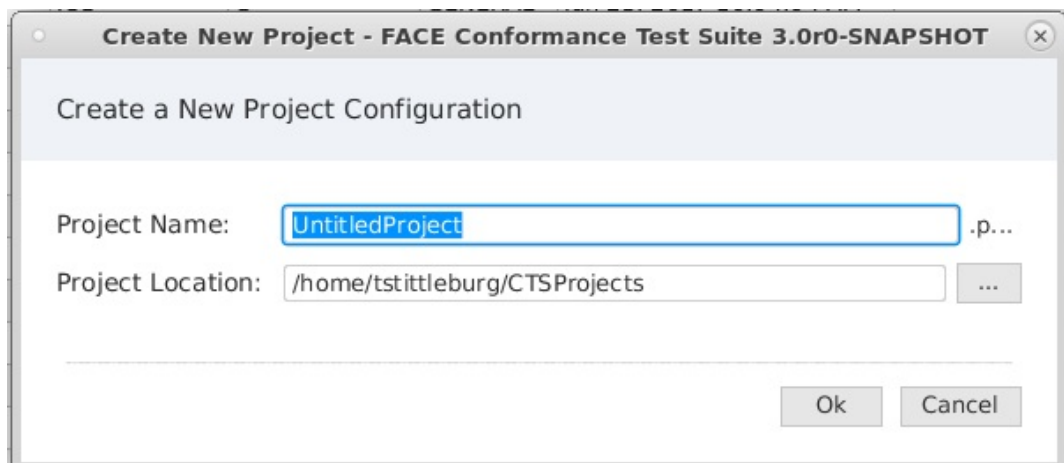 Create New Project - FACE Conformance Test Suite 3.0r0-SNAPSHOT
Create a New Project Configuration
Project Name: UntitledProject .p...
Project Location: /home/tstittleburg/CTSProjects ...
Ok Cancel